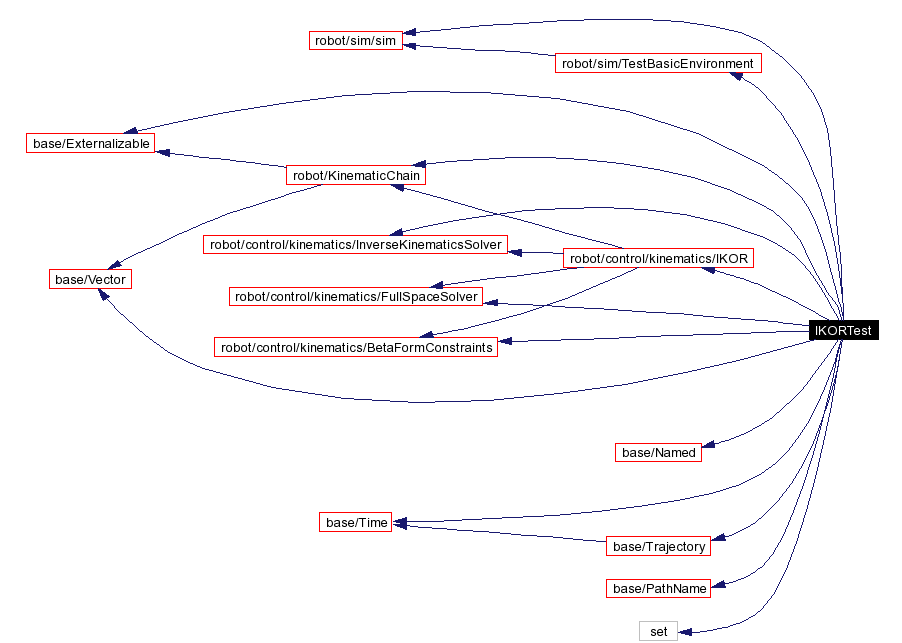 robot/sim/sim
robot/sim/TestBasicEnvironment
base/Externalizable
robot/KinematicChain
robot/control/kinematics/InverseKinematicsSolver
robot/control/kinematics/IKOR
base/Vector
robot/control/kinematics/FullSpaceSolver
IKORTest
robot/control/kinematics/BetaFormConstraints
base/Named
base/Time
base/Trajectory
base/PathName
set